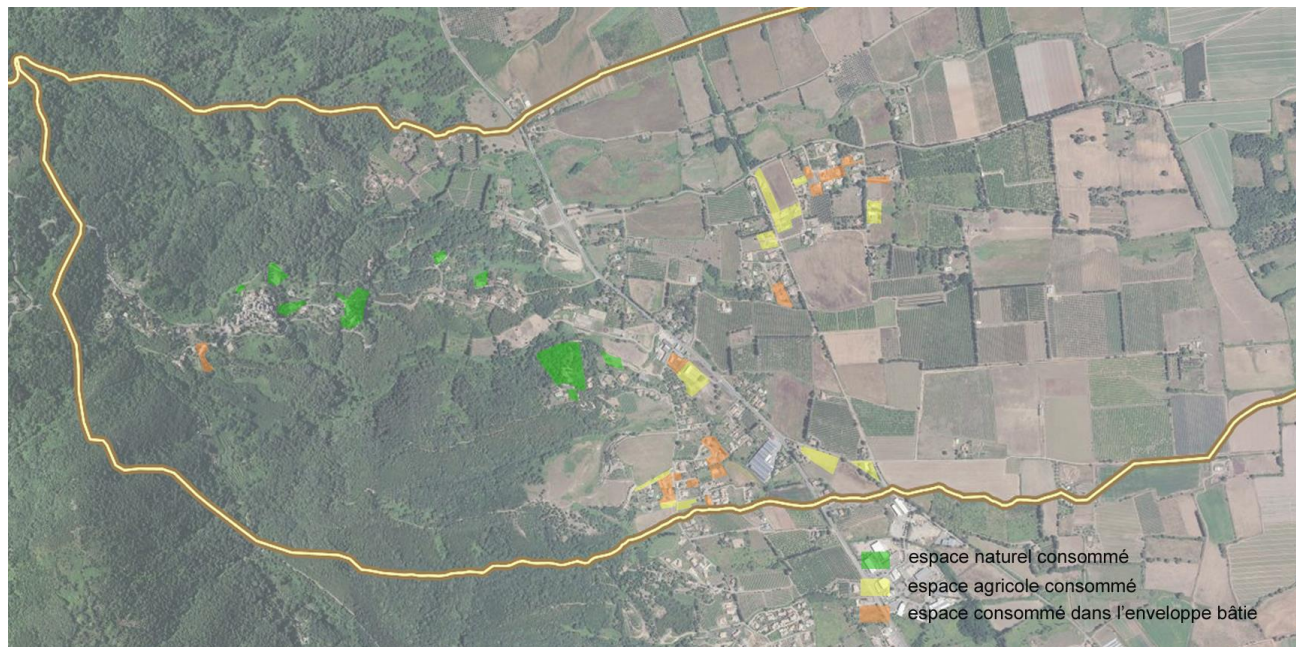 espace naturel consommé
espace agricole consommé
espace consommé dans l'enveloppe bâtie